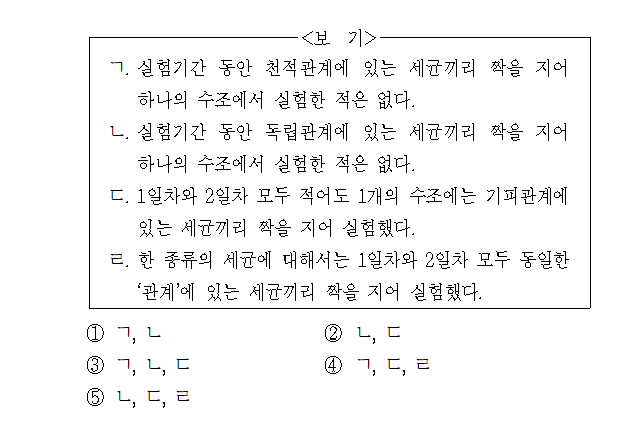 <보 기>
ㄱ. 실험기간 동안 천적관계에 있는 세균끼리 짝을 지어
하나의 수조에서 실험한 적은 없다.
ㄴ. 실험기간 동안 독립관계에 있는 세균끼리 짝을 지어
하나의 수조에서 실험한 적은 없다.
ㄷ. 1일차와 2일차 모두 적어도 1개의 수조에는 기피관계에
있는 세균끼리 짝을 지어 실험했다.
ㄹ. 한 종류의 세균에 대해서는 1일차와 2일차 모두 동일한
‘관계’에 있는 세균끼리 짝을 지어 실험했다.
① ㄱ, ㄴ ② ㄴ, ㄷ
③ ㄱ, ㄴ, ㄷ ④ ㄱ, ㄷ, ㄹ
⑤ ㄴ, ㄷ, ㄹ